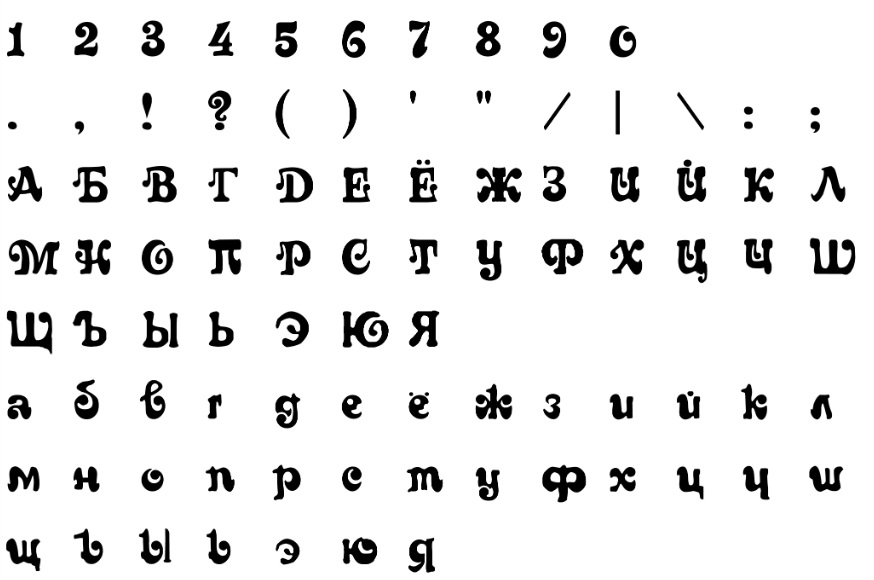 1 2 3 4 5 6 7 8 9 0
. , ! ? ( ) ' " / | \ : ;
А Б В Г Д Е Ё Ж З И Й К Л
М Н О П Р С Т У Ф Х Ц Ч Ш
Щ Ъ Ы Ь Э Ю Я
а б в г д е ё ж з и й к л
м н о п р с т у ф х ц ч ш
щ ъ ы ь э ю я